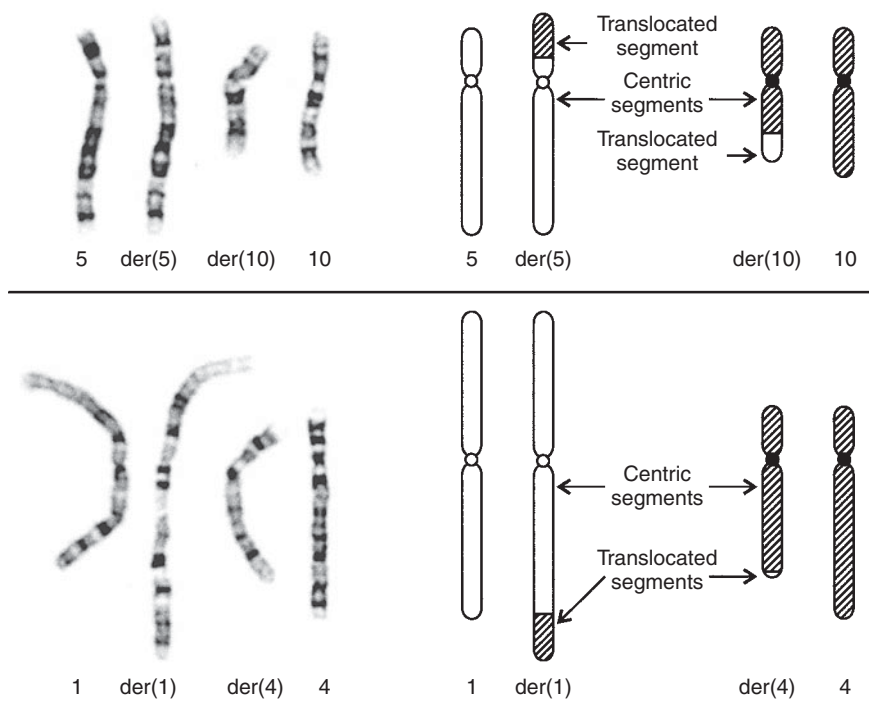 Translocated
segment
Centric
segments
Translocated
segment
5 der(5) der(10) 10 5 der(5) der(10) 10
Centric
segments
Translocated
segments
1 der(1) der(4) 4 1 der(1) der(4) 4